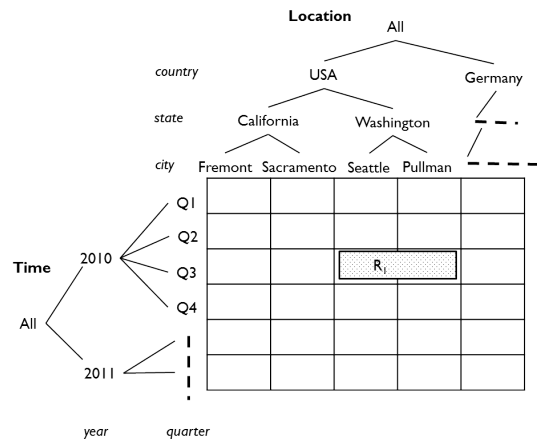 Location
All
country
USA
Germany
state
California
Washington
city
Fremont
Sacramento
Seattle
Pullman
Q1
Q2
Time
2010
Q3
R1
Q4
All
2011
year
quarter